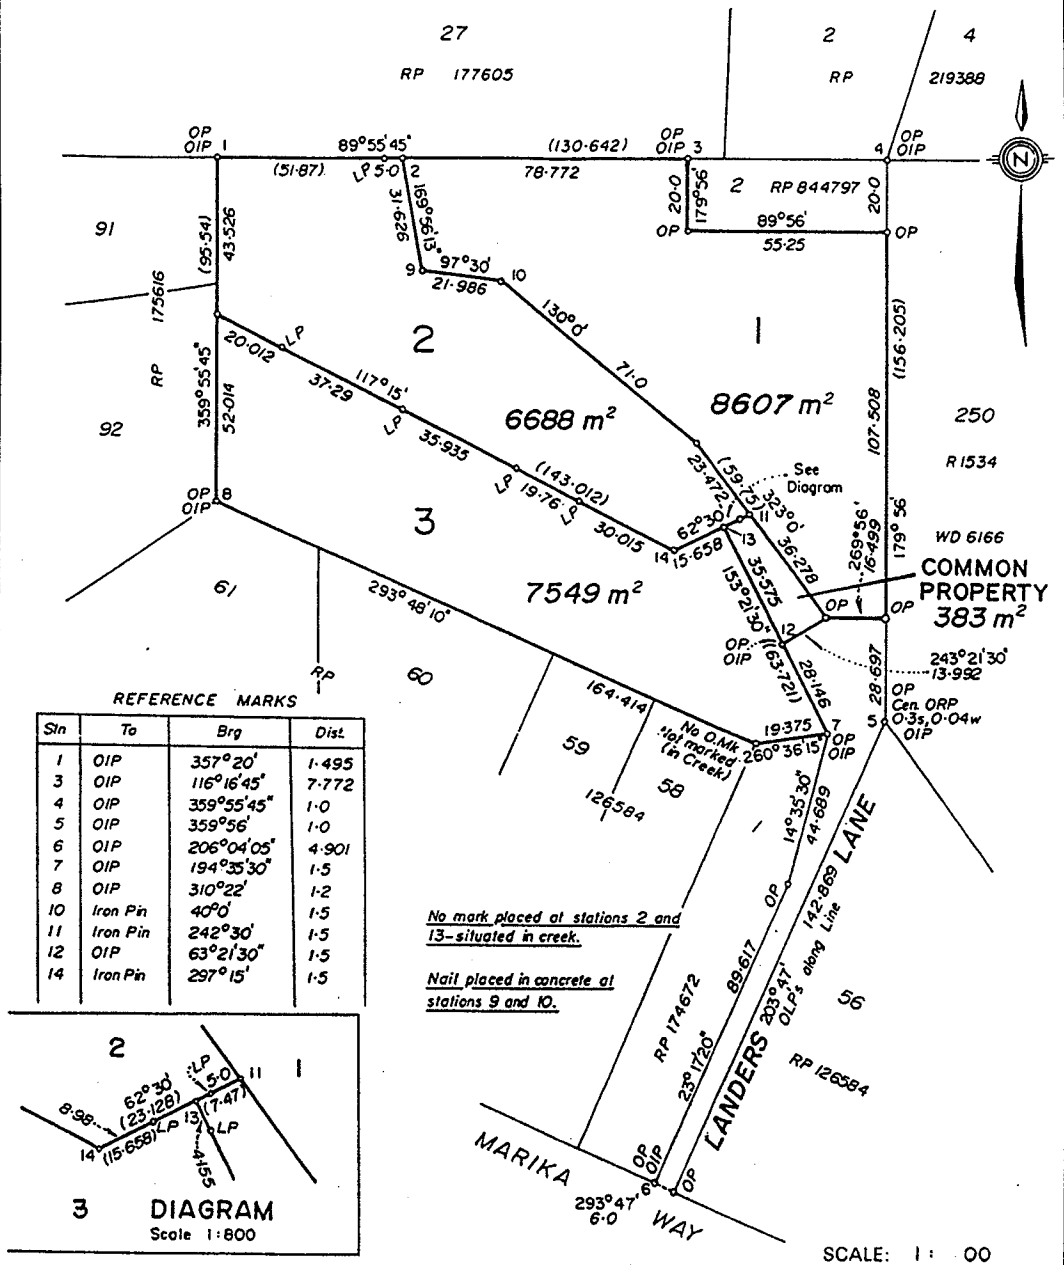 27
2
4
RP 177605
RP
219388
OP
OIP
1
89°55'45"
(130·642)
OP
OIP
3
4
OP
OIP
(51·87)
LP
5·0
2
78·772
20·0
179°56'
2
RP 844797
20·0
N
89°56'
55·25
OP
OP
91
(95·54)
43·526
31·626
169°56'13"
9
97°30'
21·986
10
175616
RP
130°0'
71·0
1
(156·205)
107·508
179°56'
20·012
LP
2
117°15'
37·29
LP
359°55'45"
52·014
6688 m²
8607 m²
92
35·935
LP
(143·012)
19·76
LP
250
R1534
23·472
(59·75)
See
Diagram
323°0'
11
62°30'
13
36·278
269°56'
16·499
WD 6166
OP
OIP
8
3
30·015
14
15·658
COMMON
PROPERTY
383 m²
7549 m²
35·575
153°21'30"
(63·721)
OP
OP
61
293°48'10"
12
OP
OIP
243°21'30"
13·992
28·146
28·697
RP
60
164·414
OP
Cen. ORP
0·3s, 0·04w
OIP
5
No O.Mk
Not marked
(in Creek)
19·375
260°36'15"
7
OP
OIP
59
58
126584
REFERENCE MARKS
Stn To Brg Dist.
1 OIP 357°20' 1·495
3 OIP 116°16'45" 7·772
4 OIP 359°55'45" 1·0
5 OIP 359°56' 1·0
6 OIP 206°04'05" 4·901
7 OIP 194°35'30" 1·5
8 OIP 310°22' 1·2
10 Iron Pin 40°0' 1·5
11 Iron Pin 242°30' 1·5
12 OIP 63°21'30" 1·5
14 Iron Pin 297°15' 1·5
14°35'30"
44·689
1
OP
No mark placed at stations 2 and
13-situated in creek.
Nail placed in concrete at
stations 9 and 10.
RP 174672
89·617
23°17'20"
LANDERS LANE
203°47'
142·869
OLP's along Line
56
RP 126584
MARIKA WAY
OP
OIP
6
OP
293°47'
6·0
2
1
LP
5·0
11
62°30'
(23·128)
8·98
LP
13
(7·47)
LP
14
(15·658)
4·155
3
DIAGRAM
Scale 1:800
SCALE: 1: 00